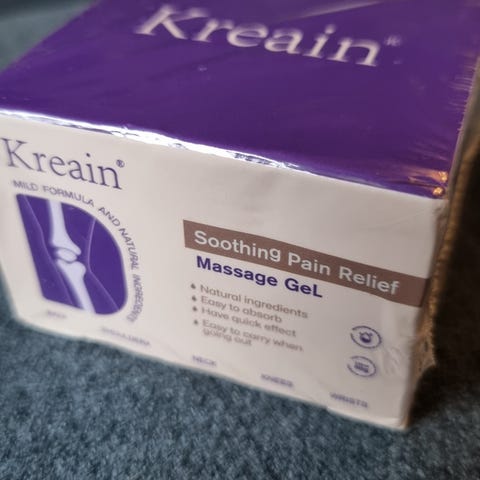 Kreain®
Kreain®
MILD FORMULA AND NATURAL INGREDIENTS
Soothing Pain Relief
Massage GeL
Natural ingredients
Easy to absorb
Have quick effect
Easy to carry when
going out
NECK
KNEES
WRISTS